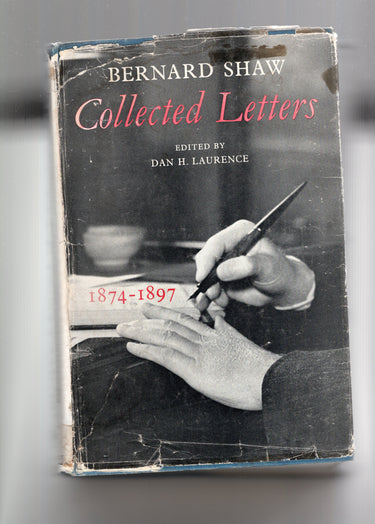 BERNARD SHAW
Collected Letters
EDITED BY
DAN H. LAURENCE
1874-1897